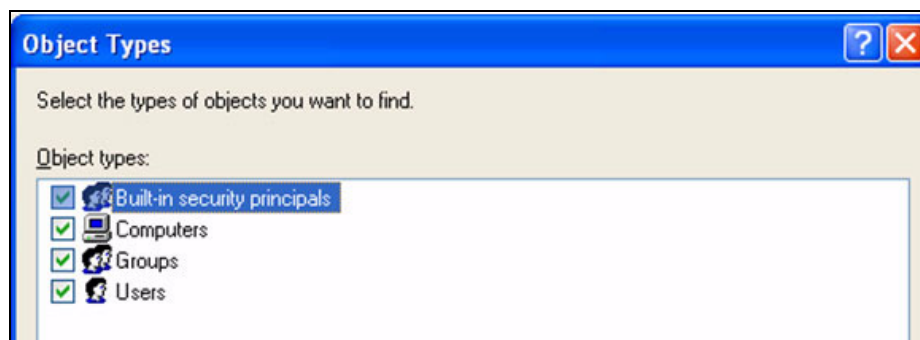 Object Types
Select the types of objects you want to find.
Object types:
Built-in security principals
Computers
Groups
Users